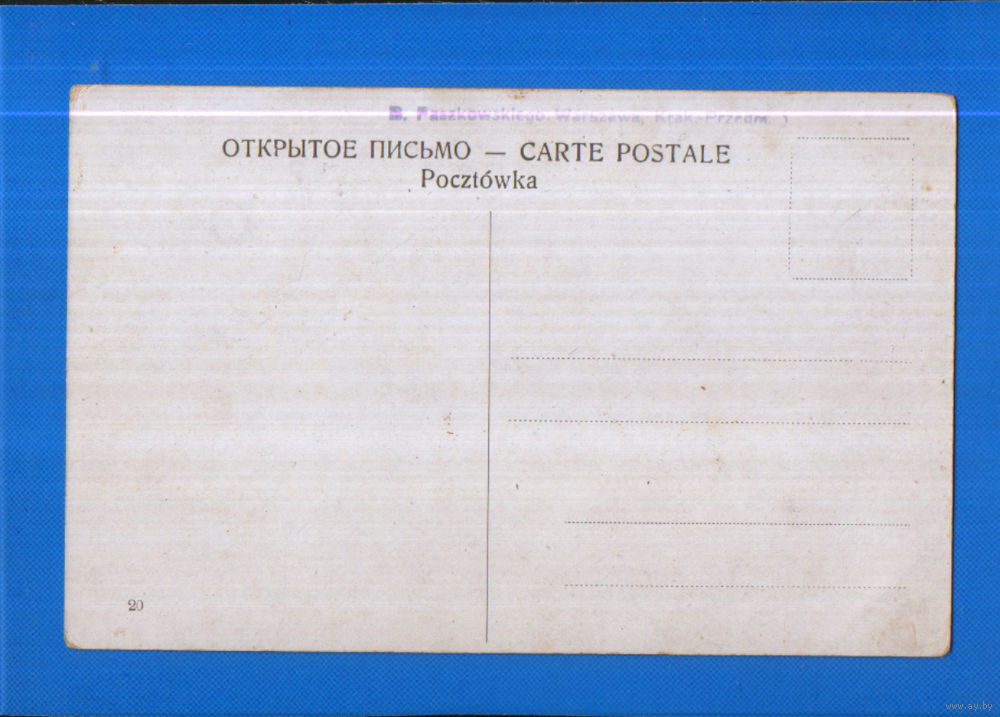 B. Paszkowskiego, Warszawa, Krak.-Przedm.
ОТКРЫТОЕ ПИСЬМО — CARTE POSTALE
Pocztówka
20
www.ay.by